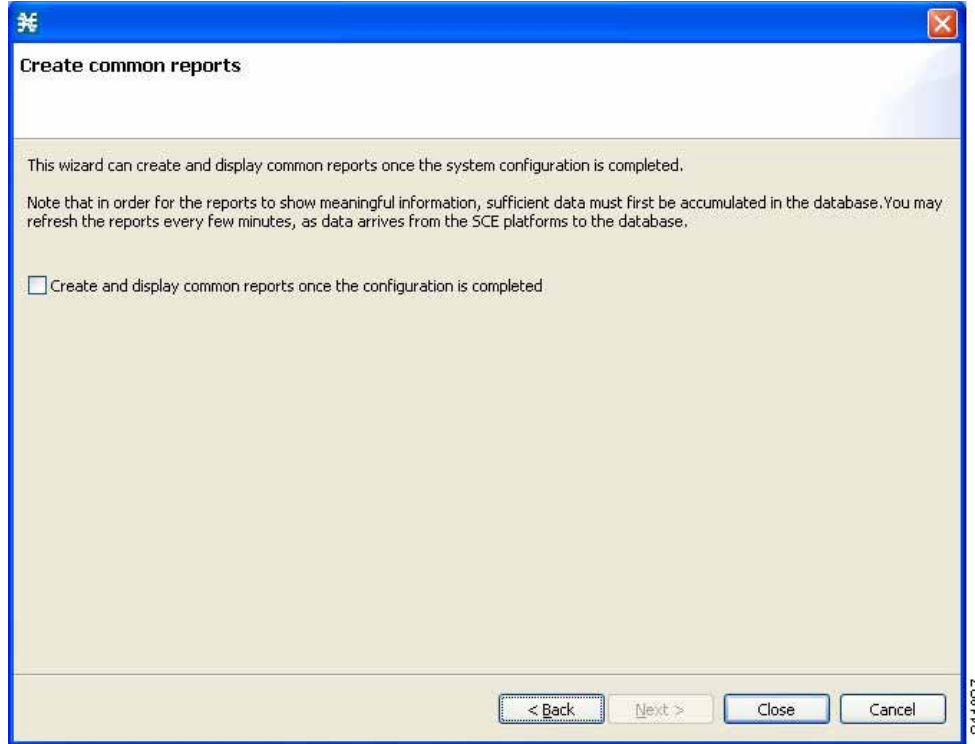 Create common reports
This wizard can create and display common reports once the system configuration is completed.
Note that in order for the reports to show meaningful information, sufficient data must first be accumulated in the database.You may
refresh the reports every few minutes, as data arrives from the SCE platforms to the database.
Create and display common reports once the configuration is completed
< Back
Next >
Close
Cancel